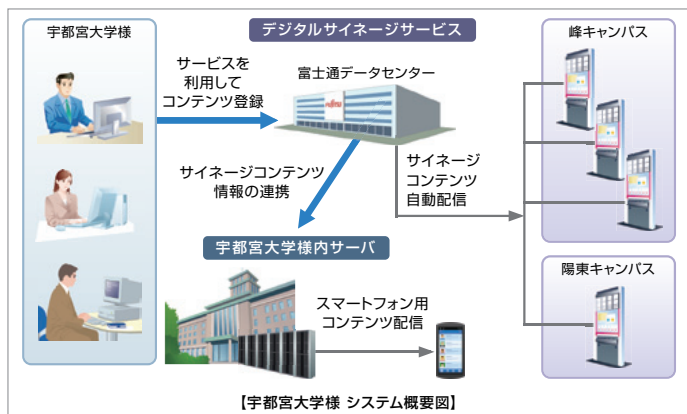 宇都宮大学様
デジタルサイネージサービス
峰キャンパス
サービスを
利用して
コンテンツ登録
富士通データセンター
FUJITSU
サイネージコンテンツ
情報の連携
サイネージ
コンテンツ
自動配信
宇都宮大学様内サーバ
陽東キャンパス
スマートフォン用
コンテンツ配信
【宇都宮大学様 システム概要図】